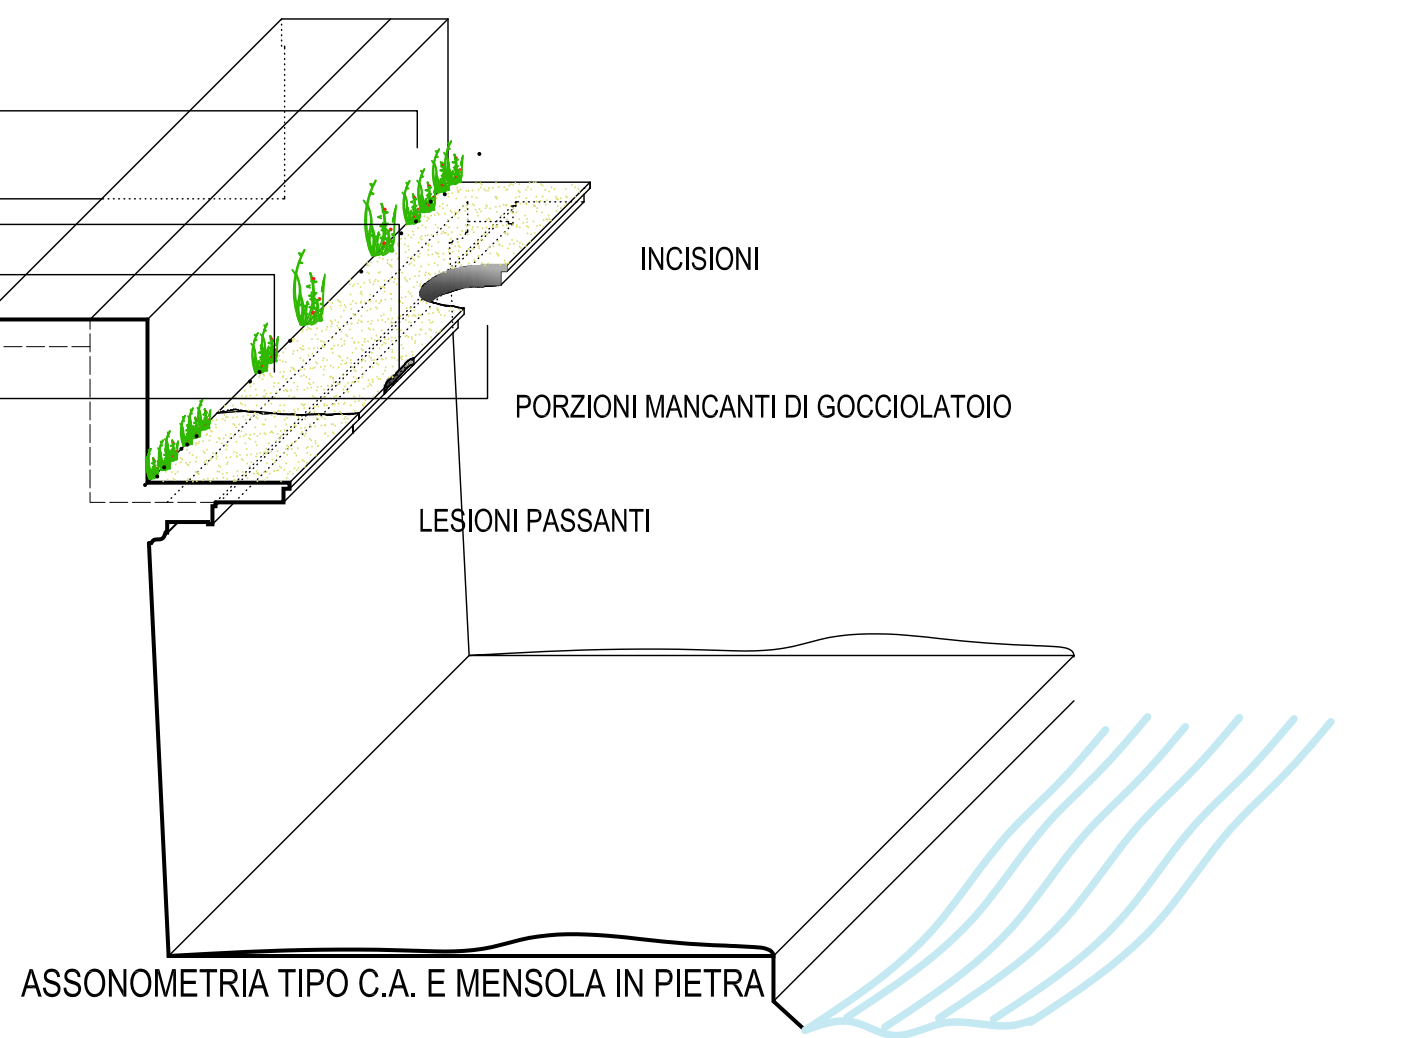 INCISIONI
PORZIONI MANCANTI DI GOCCIOLATOIO
LESIONI PASSANTI
ASSONOMETRIA TIPO C.A. E MENSOLA IN PIETRA